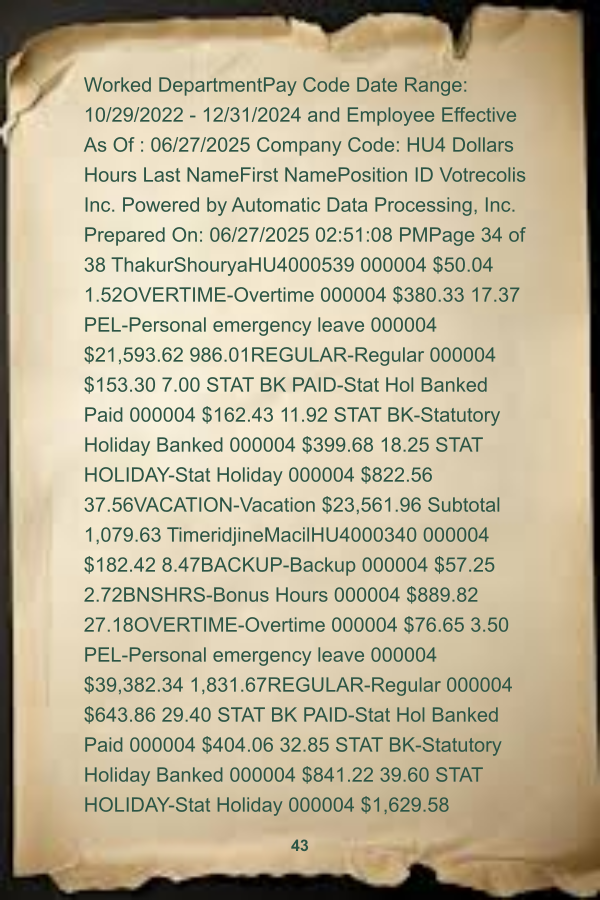 Worked DepartmentPay Code Date Range:
10/29/2022 - 12/31/2024 and Employee Effective
As Of : 06/27/2025 Company Code: HU4 Dollars
Hours Last NameFirst NamePosition ID Votrecolis
Inc. Powered by Automatic Data Processing, Inc.
Prepared On: 06/27/2025 02:51:08 PMPage 34 of
38 ThakurShouryaHU4000539 000004 $50.04
1.52OVERTIME-Overtime 000004 $380.33 17.37
PEL-Personal emergency leave 000004
$21,593.62 986.01REGULAR-Regular 000004
$153.30 7.00 STAT BK PAID-Stat Hol Banked
Paid 000004 $162.43 11.92 STAT BK-Statutory
Holiday Banked 000004 $399.68 18.25 STAT
HOLIDAY-Stat Holiday 000004 $822.56
37.56VACATION-Vacation $23,561.96 Subtotal
1,079.63 TimeridjineMacilHU4000340 000004
$182.42 8.47BACKUP-Backup 000004 $57.25
2.72BNSHRS-Bonus Hours 000004 $889.82
27.18OVERTIME-Overtime 000004 $76.65 3.50
PEL-Personal emergency leave 000004
$39,382.34 1,831.67REGULAR-Regular 000004
$643.86 29.40 STAT BK PAID-Stat Hol Banked
Paid 000004 $404.06 32.85 STAT BK-Statutory
Holiday Banked 000004 $841.22 39.60 STAT
HOLIDAY-Stat Holiday 000004 $1,629.58
43